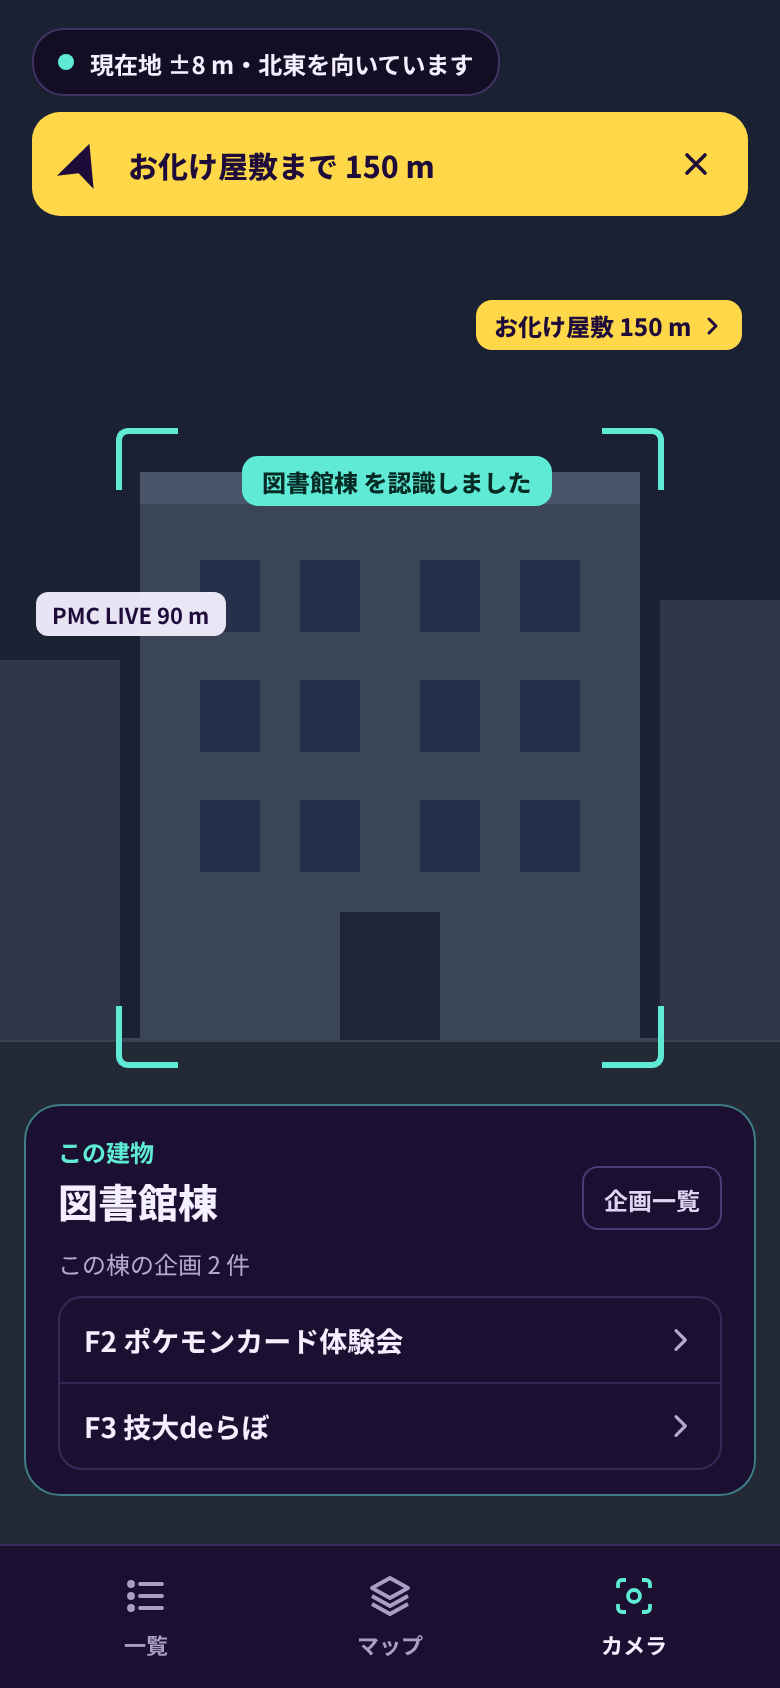 現在地 ±8 m・北東を向いています
お化け屋敷まで 150 m
お化け屋敷 150 m
図書館棟 を認識しました
PMC LIVE 90 m
この建物
図書館棟
企画一覧
この棟の企画 2 件
F2 ポケモンカード体験会
F3 技大deらぼ
一覧
マップ
カメラ